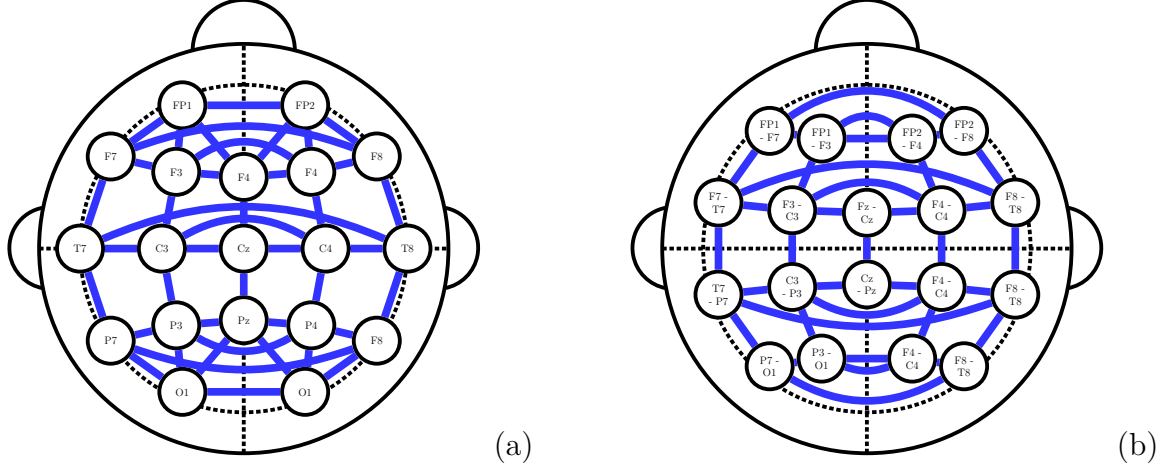 FP1 FP2
F7 F3 F4 F4 F8
T7 C3 Cz C4 T8
P7 P3 Pz P4 F8
O1 O1
(a)
FP1
- F7
FP1
- F3
FP2
- F4
FP2
- F8
F7 -
T7
F3 -
C3
Fz -
Cz
F4 -
C4
F8 -
T8
T7
- P7
C3
- P3
Cz
- Pz
F4 -
C4
F8 -
T8
P7 -
O1
P3 -
O1
F4 -
C4
F8 -
T8
(b)